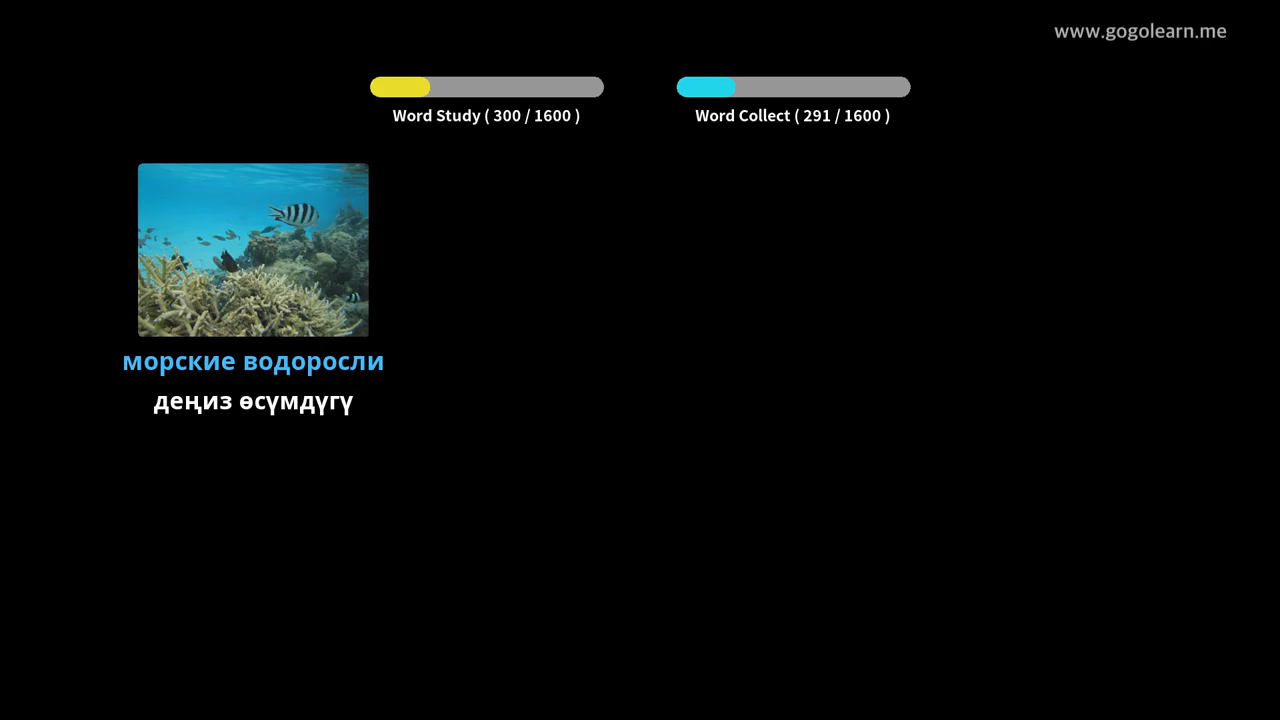 www.gogolearn.me
Word Study ( 300 / 1600 )
Word Collect ( 291 / 1600 )
морские водоросли
деңиз өсүмдүгү